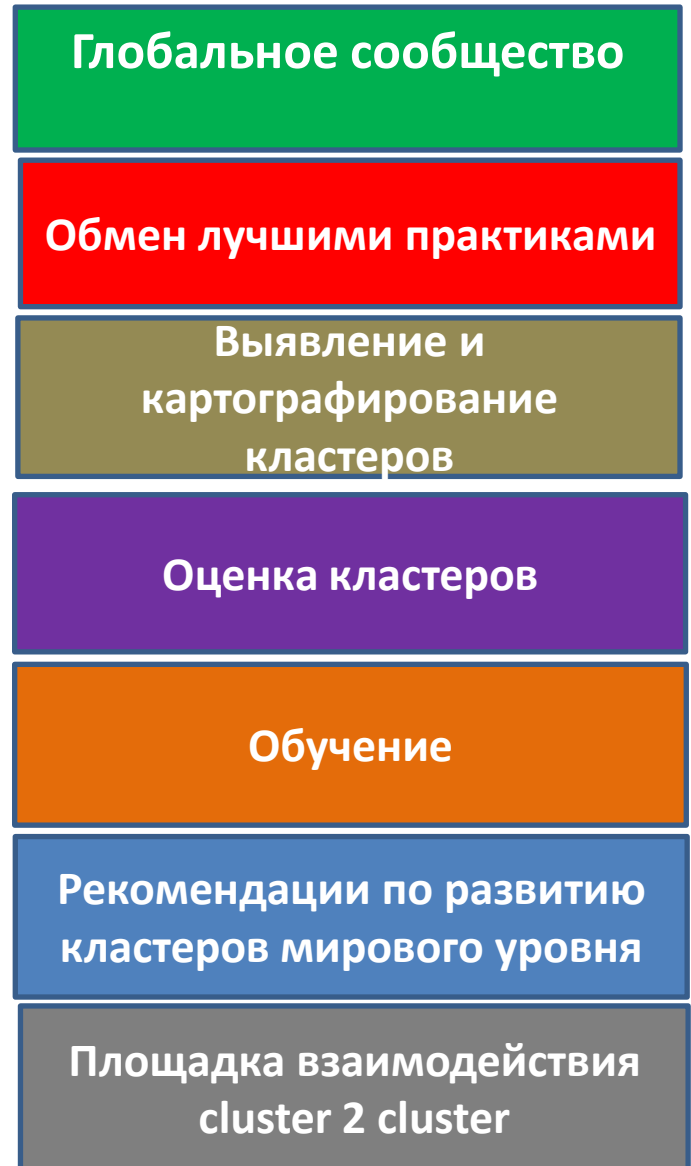 Глобальное сообщество
Обмен лучшими практиками
Выявление и
картографирование
кластеров
Оценка кластеров
Обучение
Рекомендации по развитию
кластеров мирового уровня
Площадка взаимодействия
cluster 2 cluster